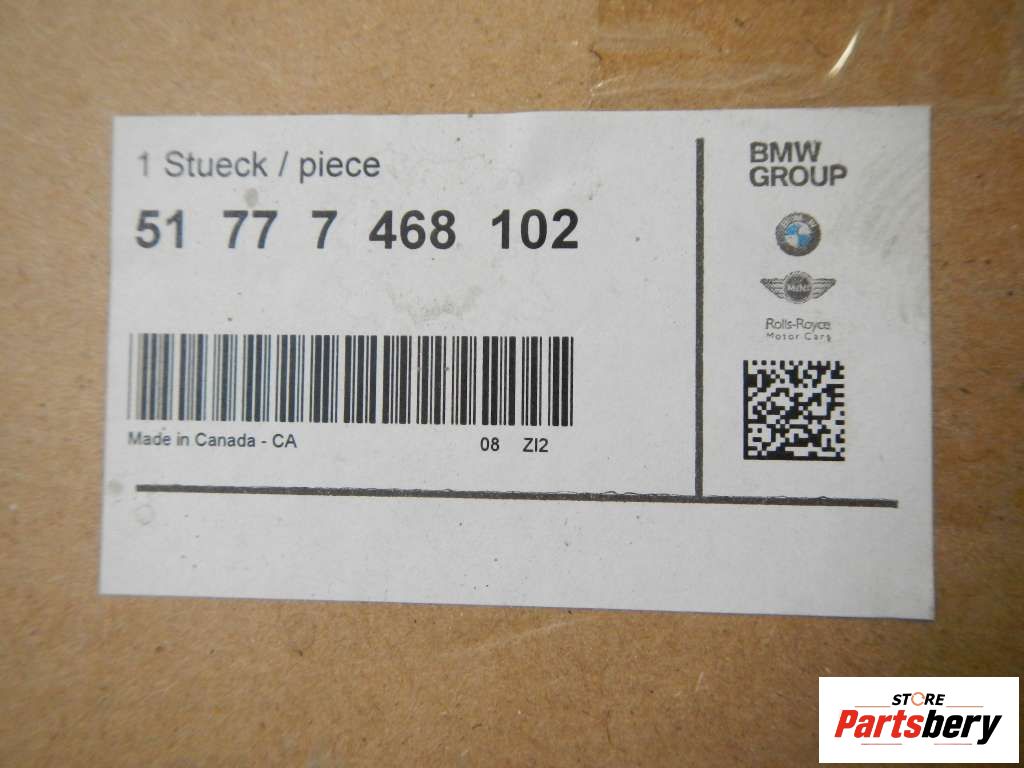 1 Stueck / piece
51 77 7 468 102
Made in Canada - CA
08 ZI2
BMW
GROUP
MINI
Rolls-Royce
Motor Cars
STORE
Partsbery